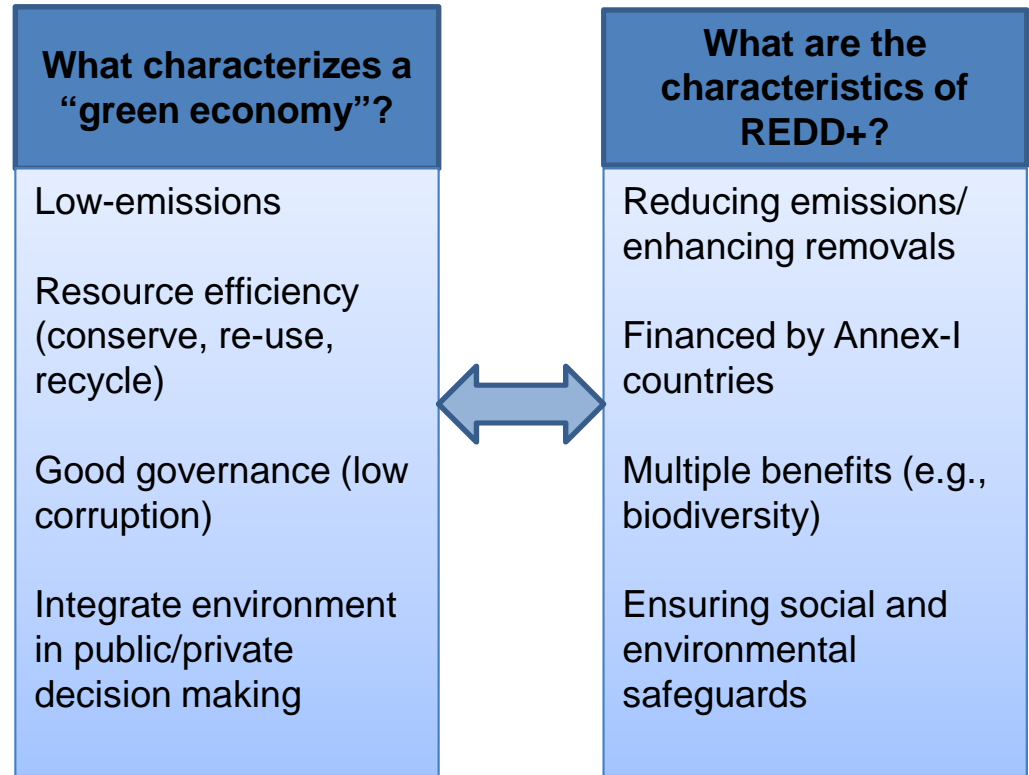 What characterizes a
“green economy”?
Low-emissions
Resource efficiency
(conserve, re-use,
recycle)
Good governance (low
corruption)
Integrate environment
in public/private
decision making
What are the
characteristics of
REDD+?
Reducing emissions/
enhancing removals
Financed by Annex-I
countries
Multiple benefits (e.g.,
biodiversity)
Ensuring social and
environmental
safeguards